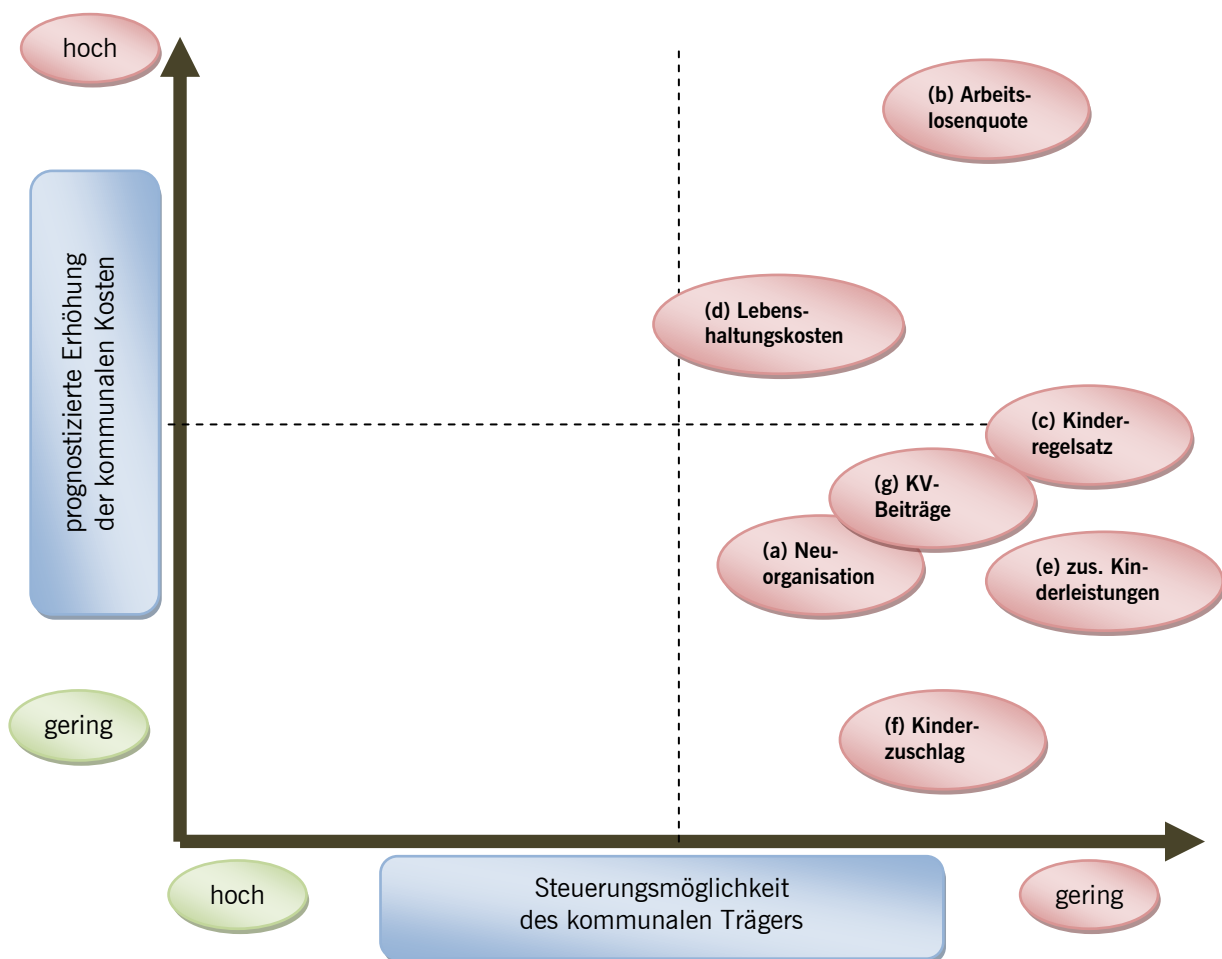 hoch
(b) Arbeits-
losenquote
prognostizierte Erhöhung
der kommunalen Kosten
(d) Lebens-
haltungskosten
(c) Kinder-
regelsatz
(g) KV-
Beiträge
(a) Neu-
organisation
(e) zus. Kin-
derleistungen
gering
(f) Kinder-
zuschlag
hoch
Steuerungsmöglichkeit
des kommunalen Trägers
gering